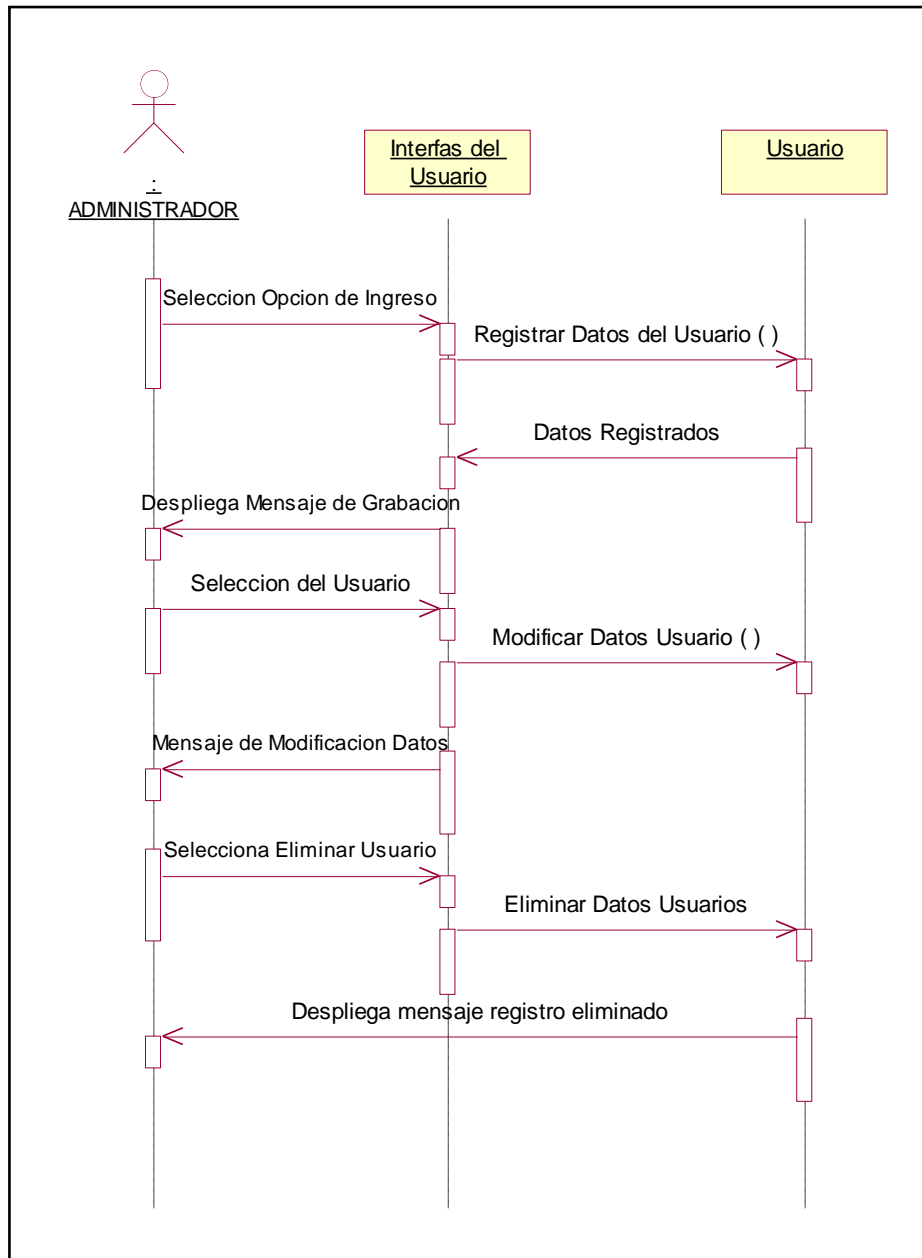 :
ADMINISTRADOR
Interfas del
Usuario
Usuario
Seleccion Opcion de Ingreso
Registrar Datos del Usuario ( )
Datos Registrados
Despliega Mensaje de Grabacion
Seleccion del Usuario
Modificar Datos Usuario ( )
Mensaje de Modificacion Datos
Selecciona Eliminar Usuario
Eliminar Datos Usuarios
Despliega mensaje registro eliminado